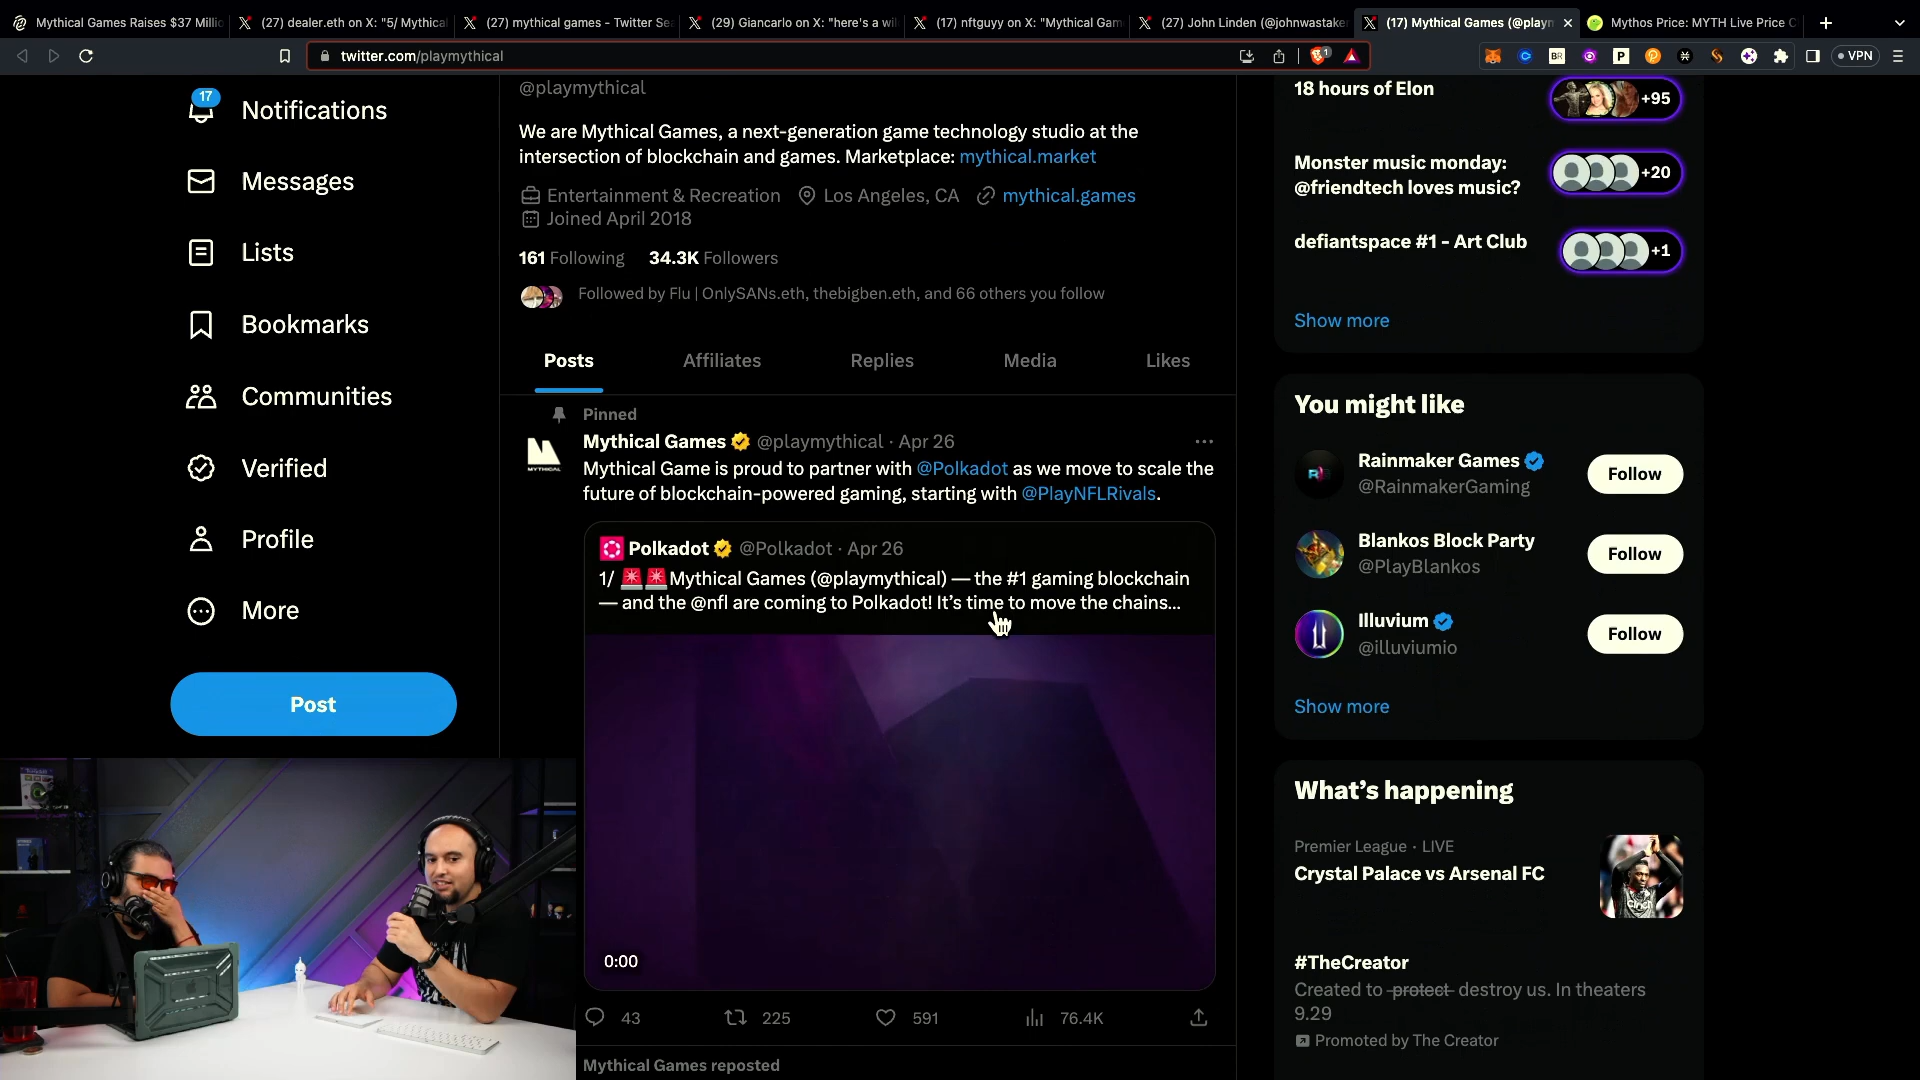 Mythical Games Raises $37 Millio
(27) dealer.eth on X: "5/ Mythical
(27) mythical games - Twitter Se
(29) Giancarlo on X: "here's a wil
(17) nftguyy on X: "Mythical Gam
(27) John Linden (@johnwastaken
(17) Mythical Games (@playm
Mythos Price: MYTH Live Price C
twitter.com/playmythical
1
BR
P
VPN
17
Notifications
Messages
Lists
Bookmarks
Communities
Verified
Profile
More
Post
@playmythical
We are Mythical Games, a next-generation game technology studio at the
intersection of blockchain and games. Marketplace: mythical.market
Entertainment & Recreation Los Angeles, CA mythical.games
Joined April 2018
161 Following 34.3K Followers
Followed by Flu | OnlySANs.eth, thebigben.eth, and 66 others you follow
Posts Affiliates Replies Media Likes
Pinned
Mythical Games @playmythical · Apr 26
MYTHICAL
Mythical Game is proud to partner with @Polkadot as we move to scale the
future of blockchain-powered gaming, starting with @PlayNFLRivals.
Polkadot @Polkadot · Apr 26
1/ 🚨🚨Mythical Games (@playmythical) — the #1 gaming blockchain
— and the @nfl are coming to Polkadot! It's time to move the chains...
0:00
43 225 591 76.4K
Mythical Games reposted
18 hours of Elon
+95
Monster music monday:
@friendtech loves music?
+20
defiantspace #1 - Art Club
+1
Show more
You might like
Rainmaker Games
@RainmakerGaming
Follow
Blankos Block Party
@PlayBlankos
Follow
Illuvium
@illuviumio
Follow
Show more
What's happening
Premier League · LIVE
Crystal Palace vs Arsenal FC
#TheCreator
Created to protect destroy us. In theaters
9.29
Promoted by The Creator